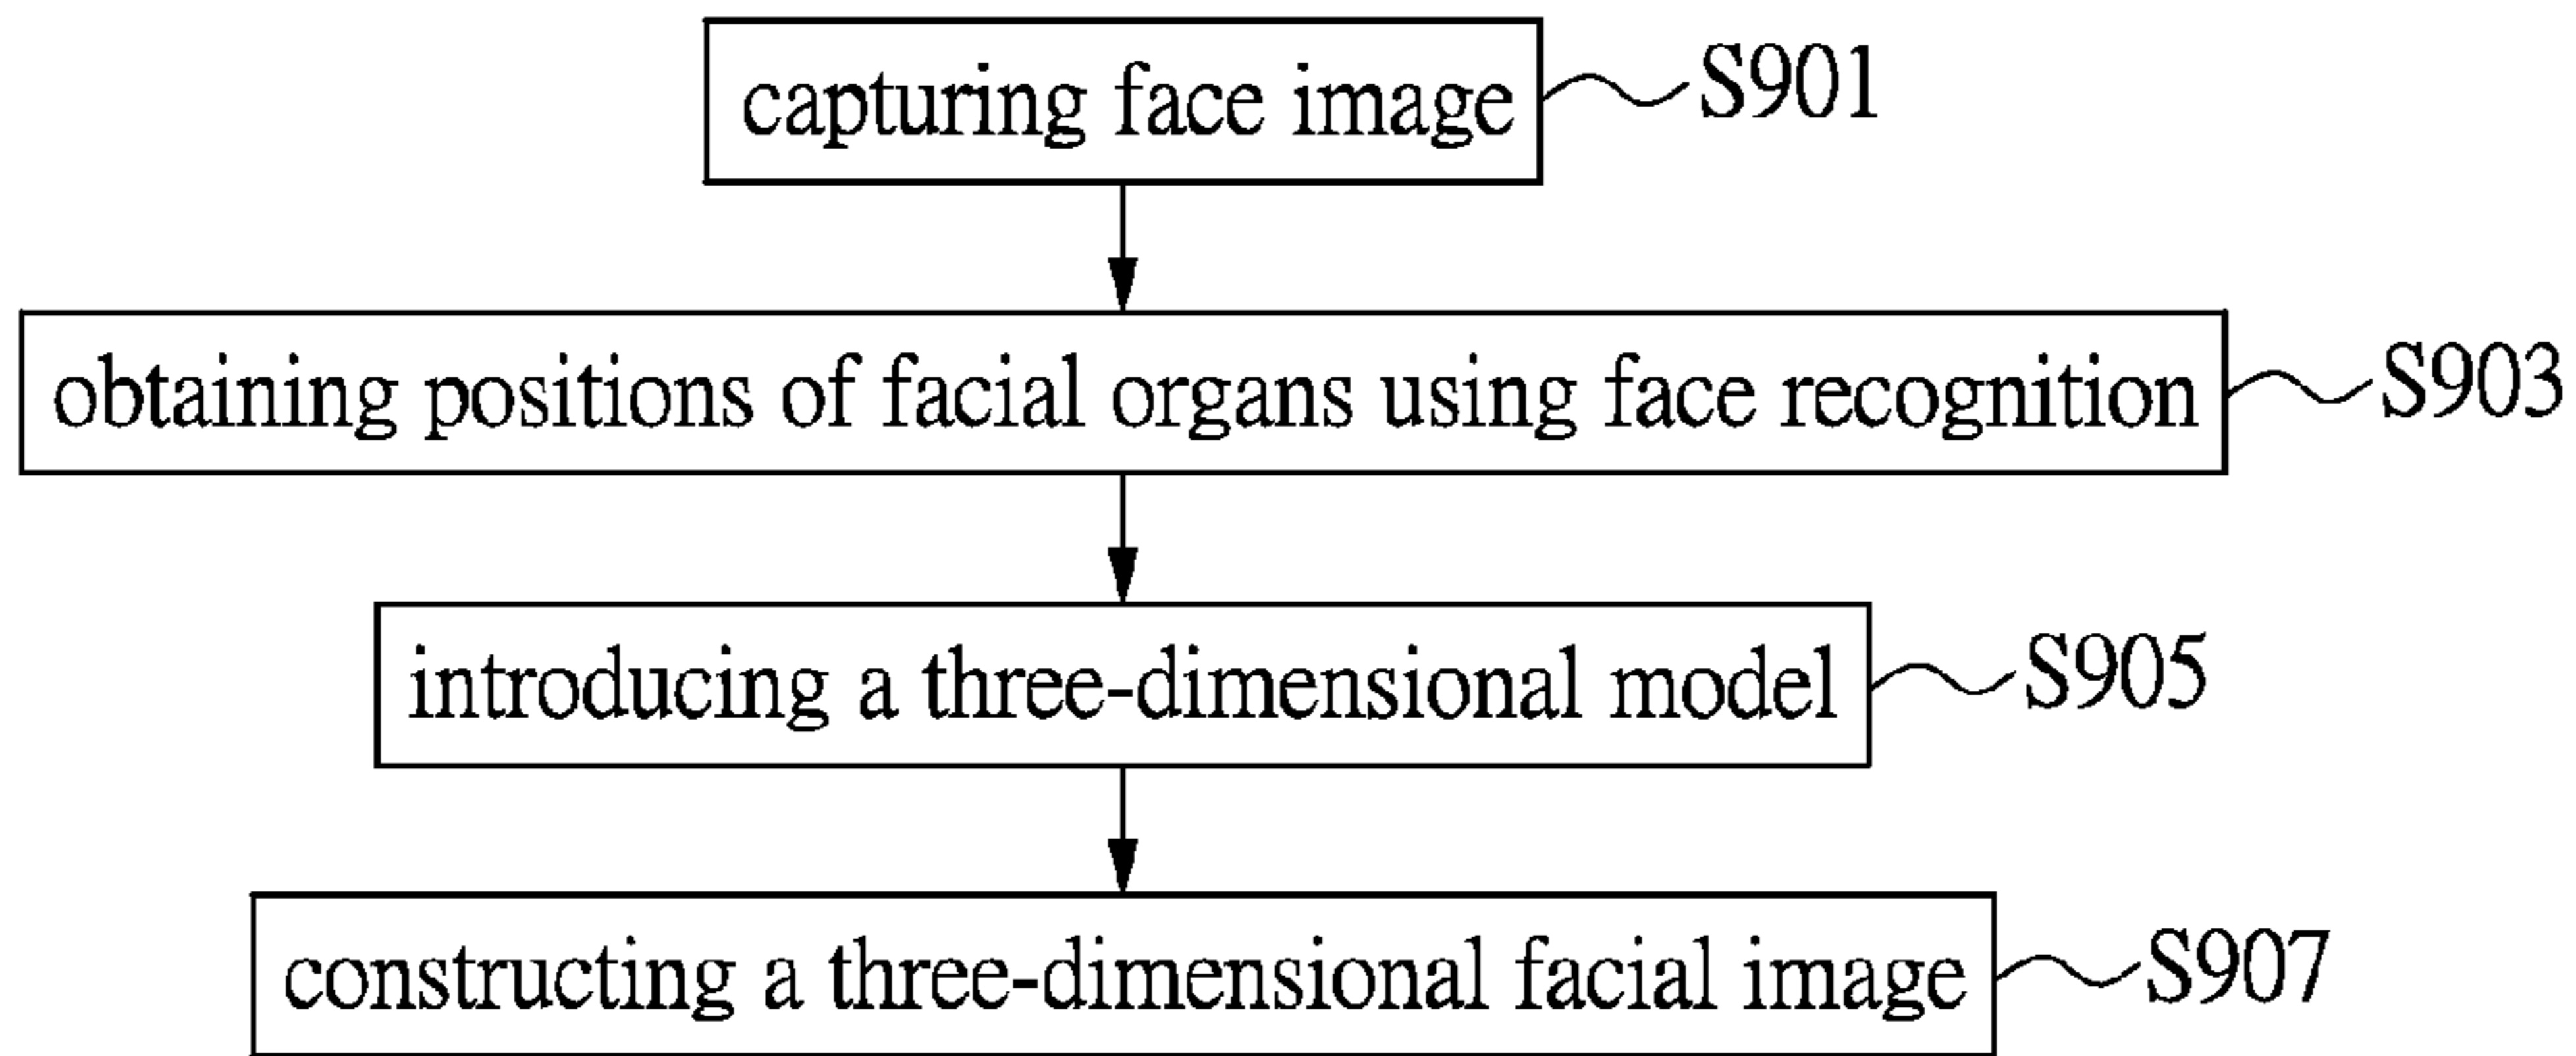 capturing face image S901
obtaining positions of facial organs using face recognition S903
introducing a three-dimensional model S905
constructing a three-dimensional facial image S907